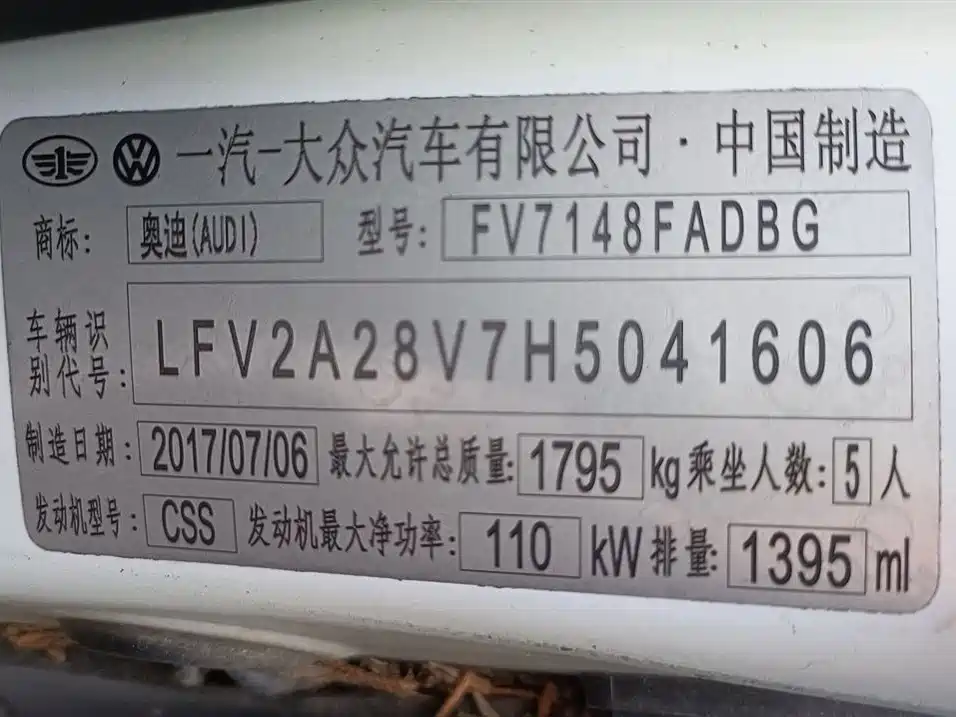 一汽-大众汽车有限公司·中国制造
商标: 奥迪(AUDI) 型号: FV7148FADBG
车辆识别代号: LFV2A28V7H5041606
制造日期: 2017/07/06 最大允许总质量: 1795 kg 乘坐人数: 5 人
发动机型号: CSS 发动机最大净功率: 110 kW 排量: 1395 ml